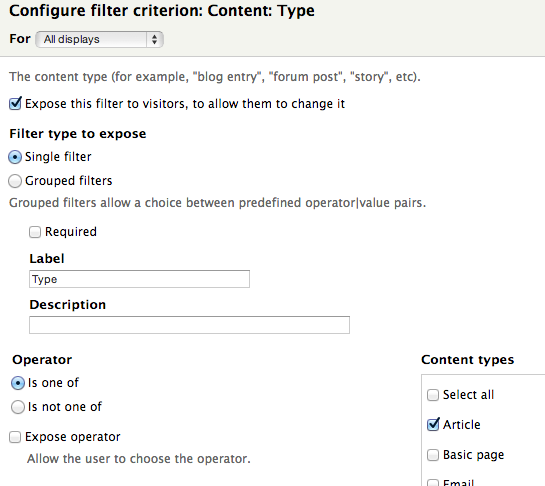 Configure filter criterion: Content: Type
For All displays
The content type (for example, "blog entry", "forum post", "story", etc).
Expose this filter to visitors, to allow them to change it
Filter type to expose
Single filter
Grouped filters
Grouped filters allow a choice between predefined operator|value pairs.
Required
Label
Type
Description
Operator
Is one of
Is not one of
Expose operator
Allow the user to choose the operator.
Content types
Select all
Article
Basic page
Email